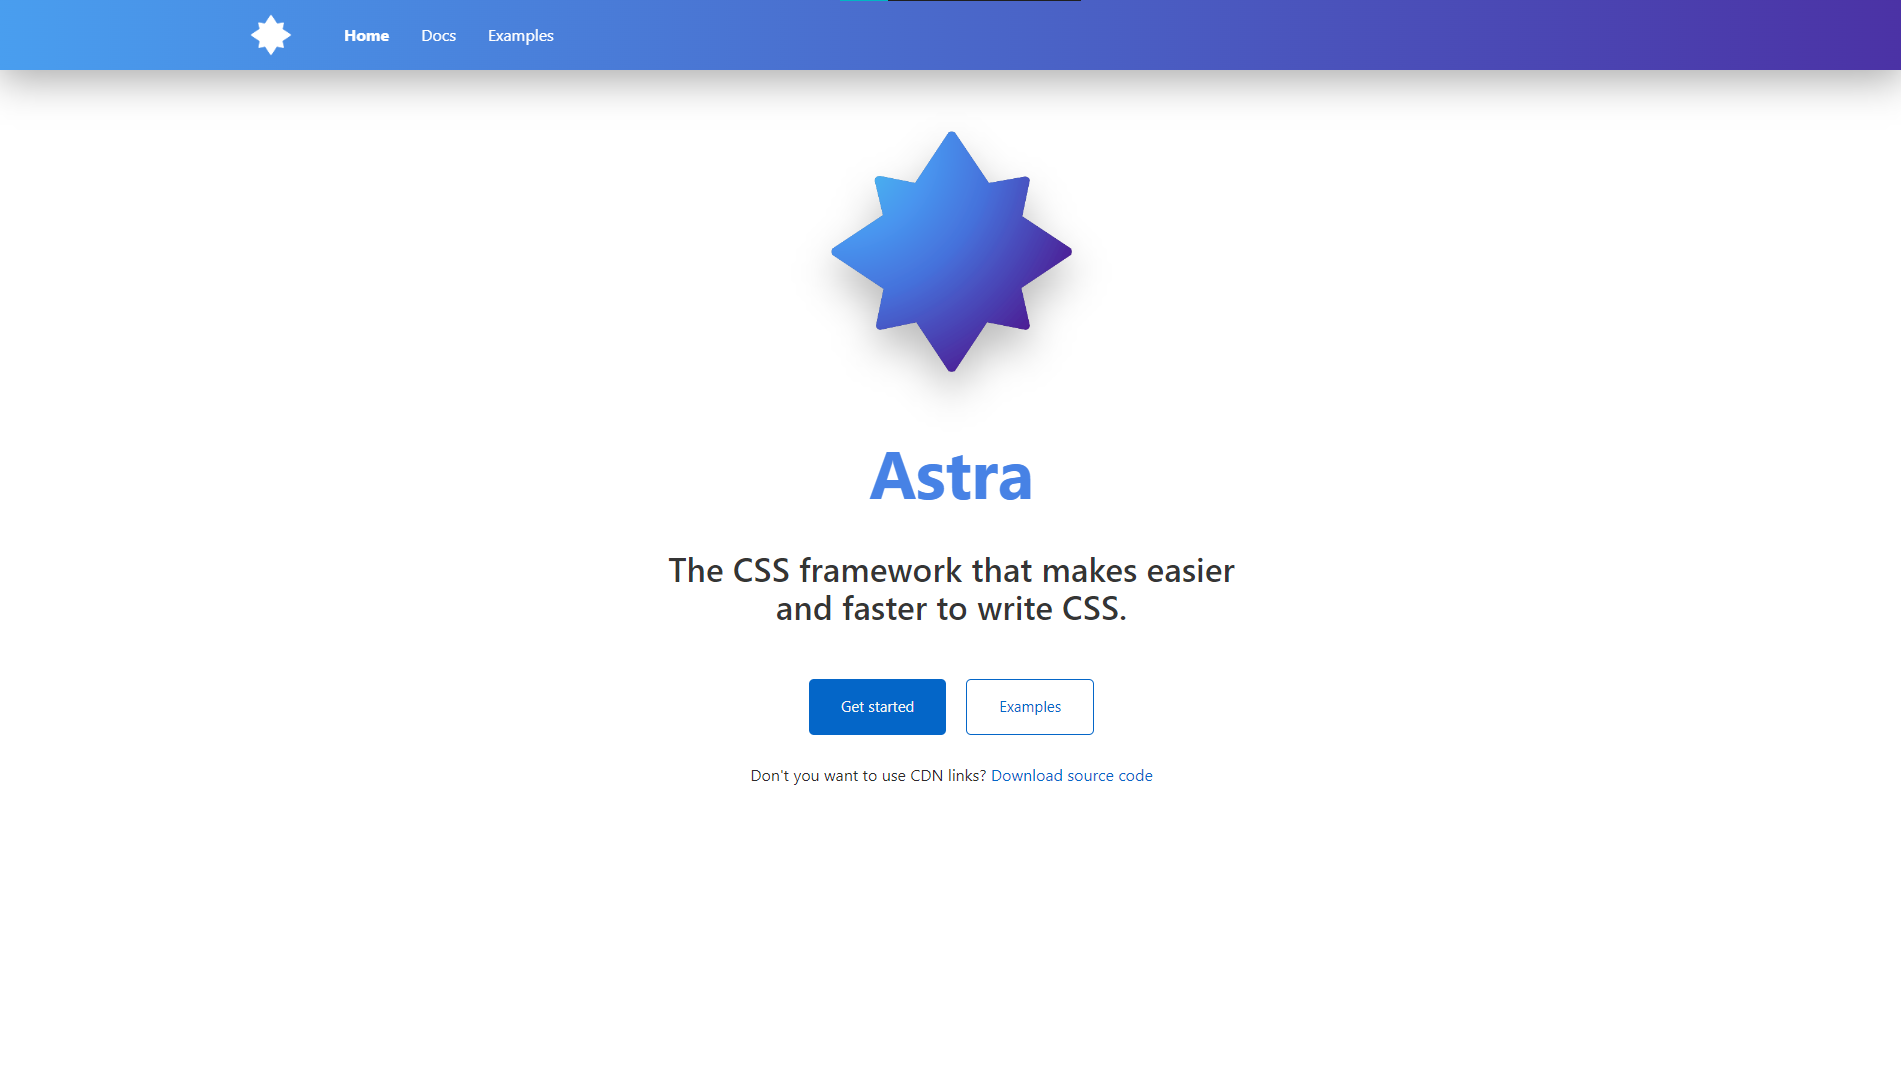 Home Docs Examples
Astra
The CSS framework that makes easier
and faster to write CSS.
Get started Examples
Don't you want to use CDN links? Download source code